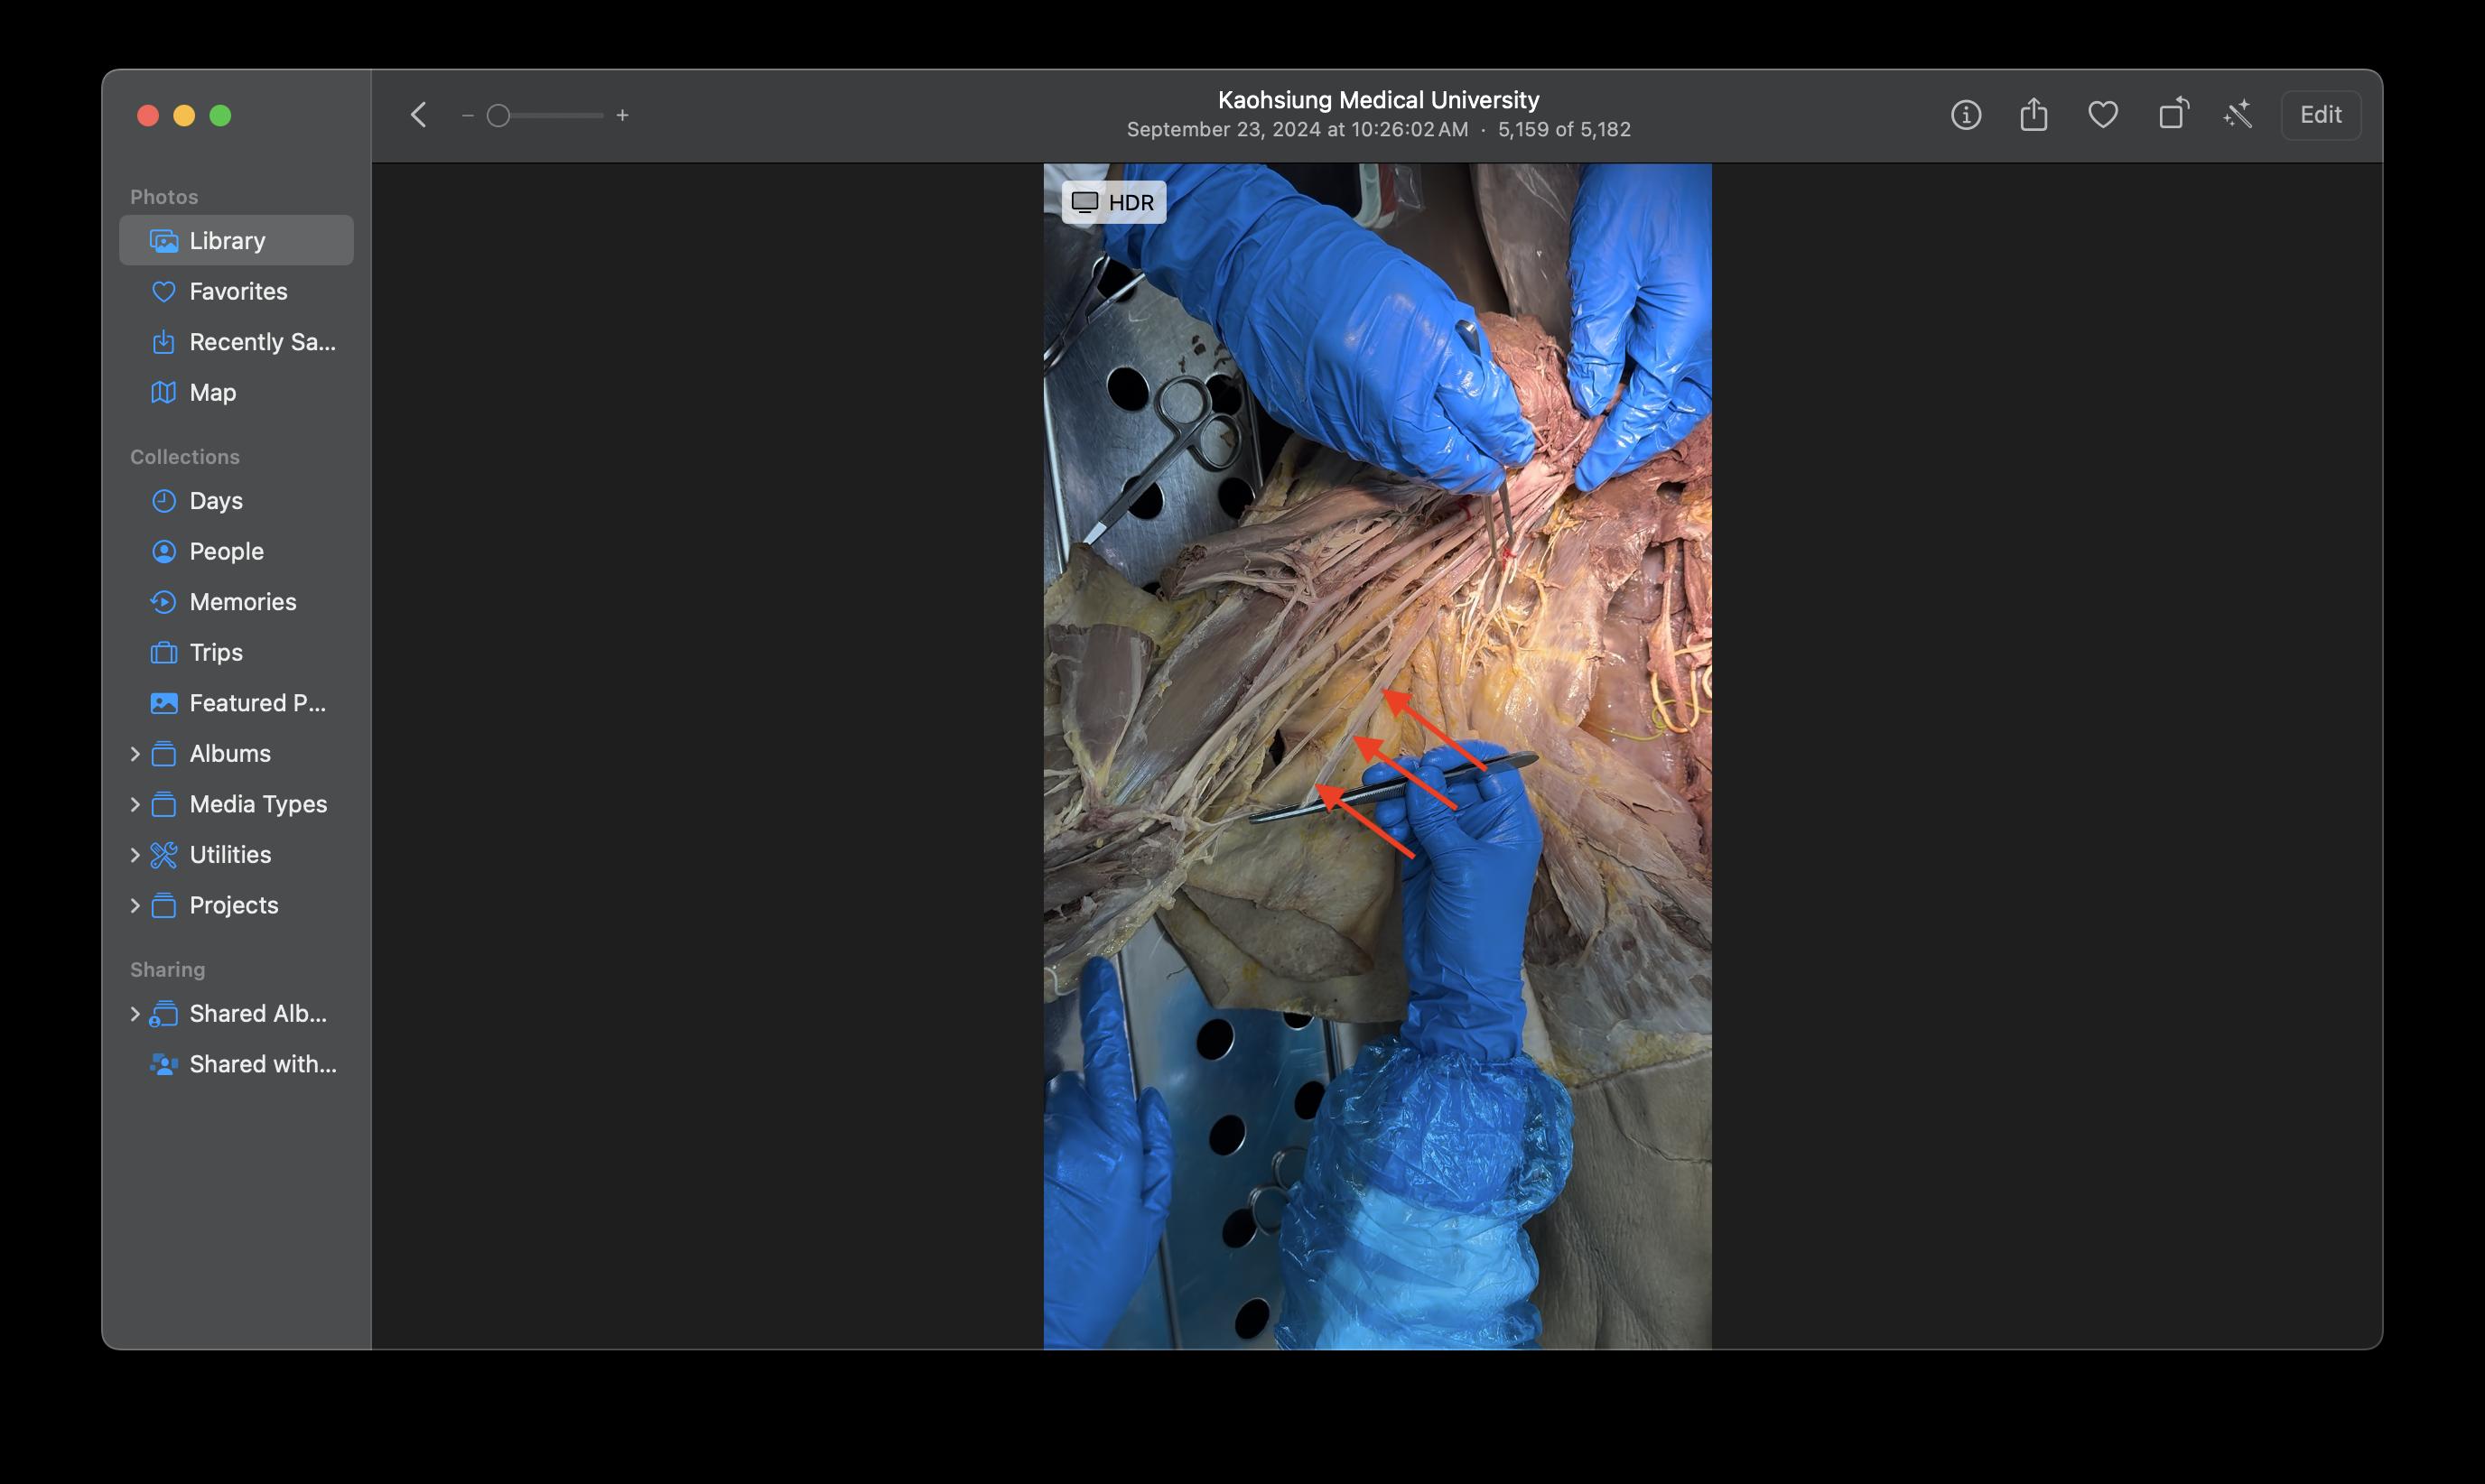 Kaohsiung Medical University
September 23, 2024 at 10:26:02 AM · 5,159 of 5,182
Edit
Photos
Library
Favorites
Recently Sa...
Map
Collections
Days
People
Memories
Trips
Featured P...
Albums
Media Types
Utilities
Projects
Sharing
Shared Alb...
Shared with...
HDR